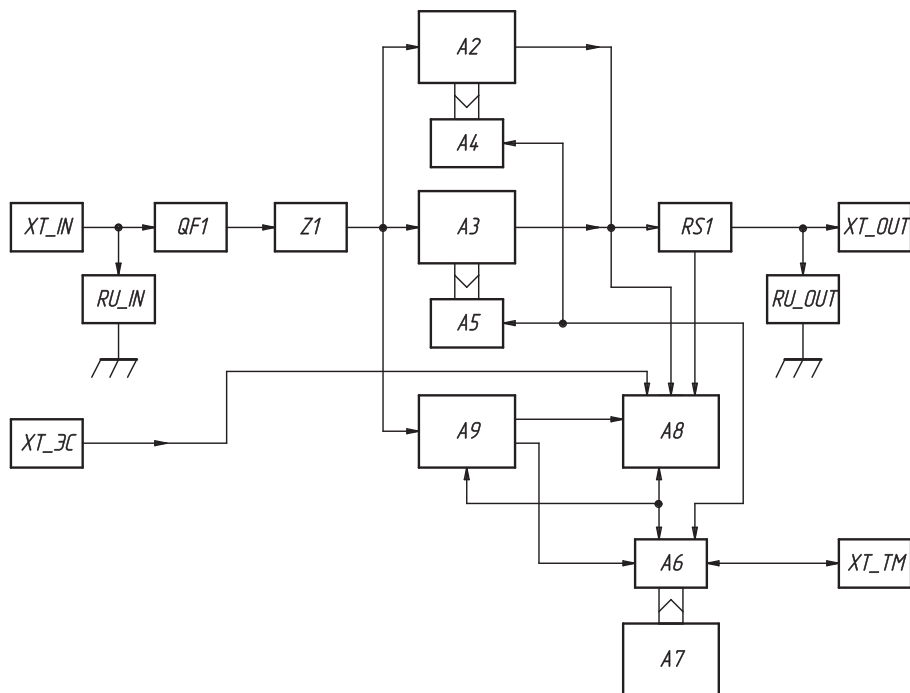 A2
A4
XT_IN
QF1
Z1
A3
RS1
XT_OUT
RU_IN
A5
RU_OUT
XT_ЭС
A9
A8
A6
XT_TM
A7